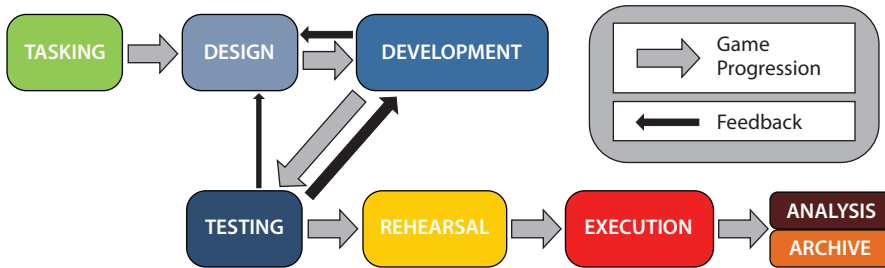 TASKING
DESIGN
DEVELOPMENT
Game
Progression
Feedback
TESTING
REHEARSAL
EXECUTION
ANALYSIS
ARCHIVE